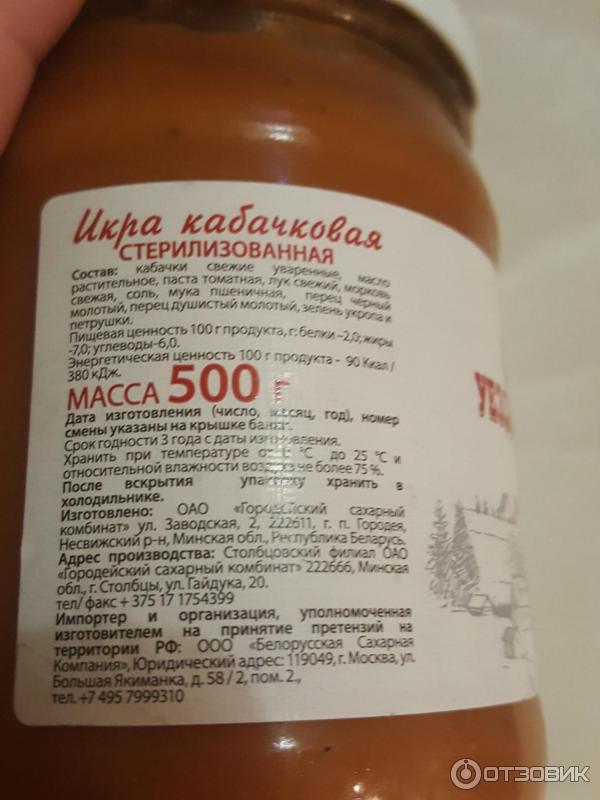 Икра кабачковая
СТЕРИЛИЗОВАННАЯ
Состав: кабачки свежие уваренные, масло
растительное, паста томатная, лук свежий, морковь
свежая, соль, мука пшеничная, перец черный
молотый, перец душистый молотый, зелень укропа и
петрушки.
Пищевая ценность 100 г продукта, г: белки –2,0; жиры
-7,0; углеводы-6,0.
Энергетическая ценность 100 г продукта - 90 Ккал /
380 кДж.
МАССА 500 г
Дата изготовления (число, месяц, год), номер
смены указаны на крышке банки.
Срок годности 3 года с даты изготовления.
Хранить при температуре от °С до 25 °С и
относительной влажности воздуха не более 75 %.
После вскрытия упаковку хранить в
холодильнике.
Изготовлено: ОАО «Городейский сахарный
комбинат» ул. Заводская, 2, 222611, г. п. Городея,
Несвижский р-н, Минская обл., Республика Беларусь.
Адрес производства: Столбцовский филиал ОАО
«Городейский сахарный комбинат» 222666, Минская
обл., г. Столбцы, ул. Гайдука, 20.
тел/ факс + 375 17 1754399
Импортер и организация, уполномоченная
изготовителем на принятие претензий на
территории РФ: ООО «Белорусская Сахарная
Компания», Юридический адрес: 119049, г. Москва, ул.
Большая Якиманка, д. 58 / 2, пом. 2.,
тел. +7 495 7999310
ОТЗОВИК